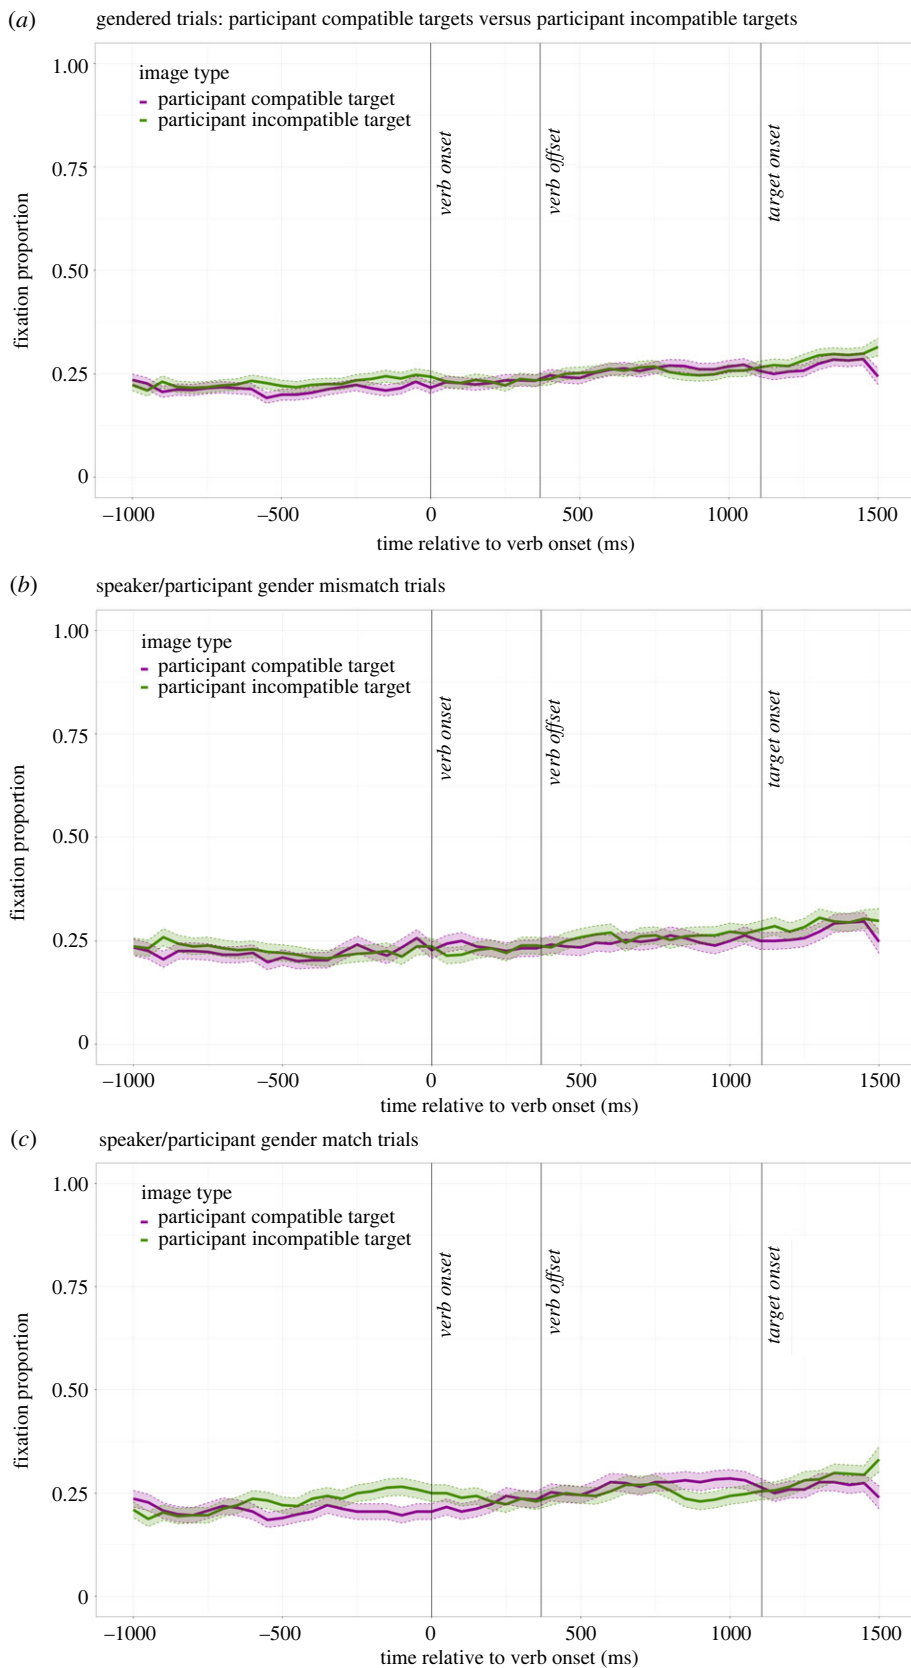 (a) gendered trials: participant compatible targets versus participant incompatible targets
1.00
image type
participant compatible target
participant incompatible target
verb onset
verb offset
target onset
0.75
fixation proportion
0.50
0.25
0
–1000 –500 0 500 1000 1500
time relative to verb onset (ms)
(b) speaker/participant gender mismatch trials
1.00
image type
participant compatible target
participant incompatible target
verb onset
verb offset
target onset
0.75
fixation proportion
0.50
0.25
0
–1000 –500 0 500 1000 1500
time relative to verb onset (ms)
(c) speaker/participant gender match trials
1.00
image type
participant compatible target
participant incompatible target
verb onset
verb offset
target onset
0.75
fixation proportion
0.50
0.25
0
–1000 –500 0 500 1000 1500
time relative to verb onset (ms)